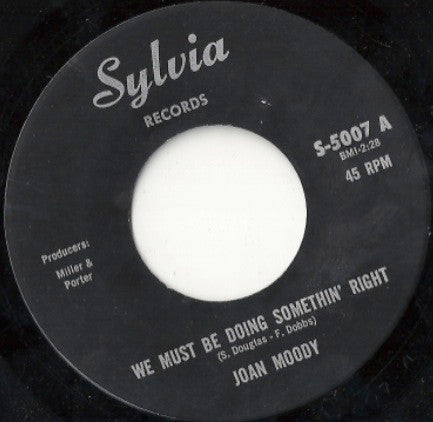 Sylvia
RECORDS
S-5007 A
BMI-2:28
45 RPM
Producers:
Miller &
Porter
WE MUST BE DOING SOMETHIN' RIGHT
(S. Douglas - F. Dobbs)
JOAN MOODY